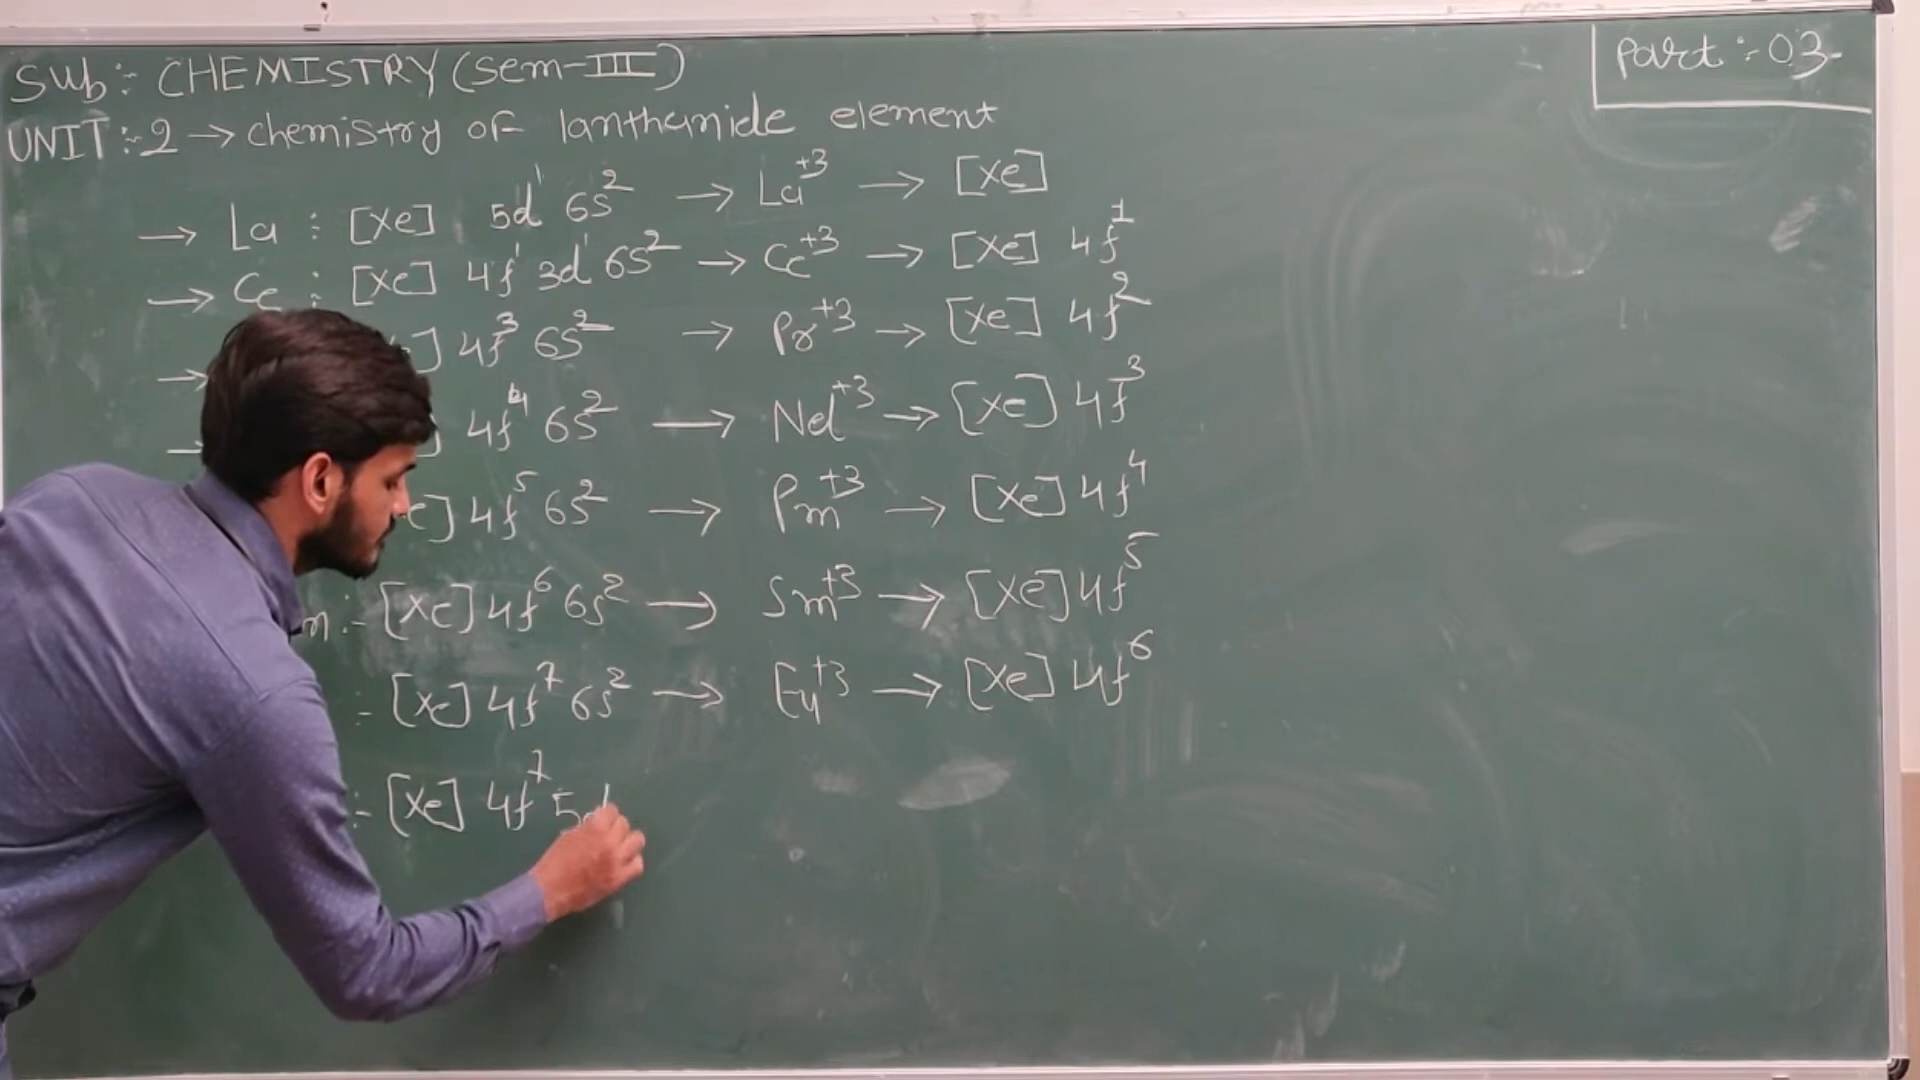 Sub:- CHEMISTRY (Sem-III)
Part:-03
UNIT:-2 → chemistry of lanthanide element
→ La : [Xe] 5d¹ 6s² → La⁺³ → [Xe]
→ Ce : [Xe] 4f¹ 3d¹ 6s² → Ce⁺³ → [Xe] 4f¹
→ ] 4f³ 6s² → Pr⁺³ → [Xe] 4f²
→ ] 4f⁴ 6s² → Nd⁺³ → [Xe] 4f³
e] 4f⁵ 6s² → Pm⁺³ → [Xe] 4f⁴
m :- [Xe] 4f⁶ 6s² → Sm⁺³ → [Xe] 4f⁵
:- [Xe] 4f⁷ 6s² → Eu⁺³ → [Xe] 4f⁶
:- [Xe] 4f⁷ 5d